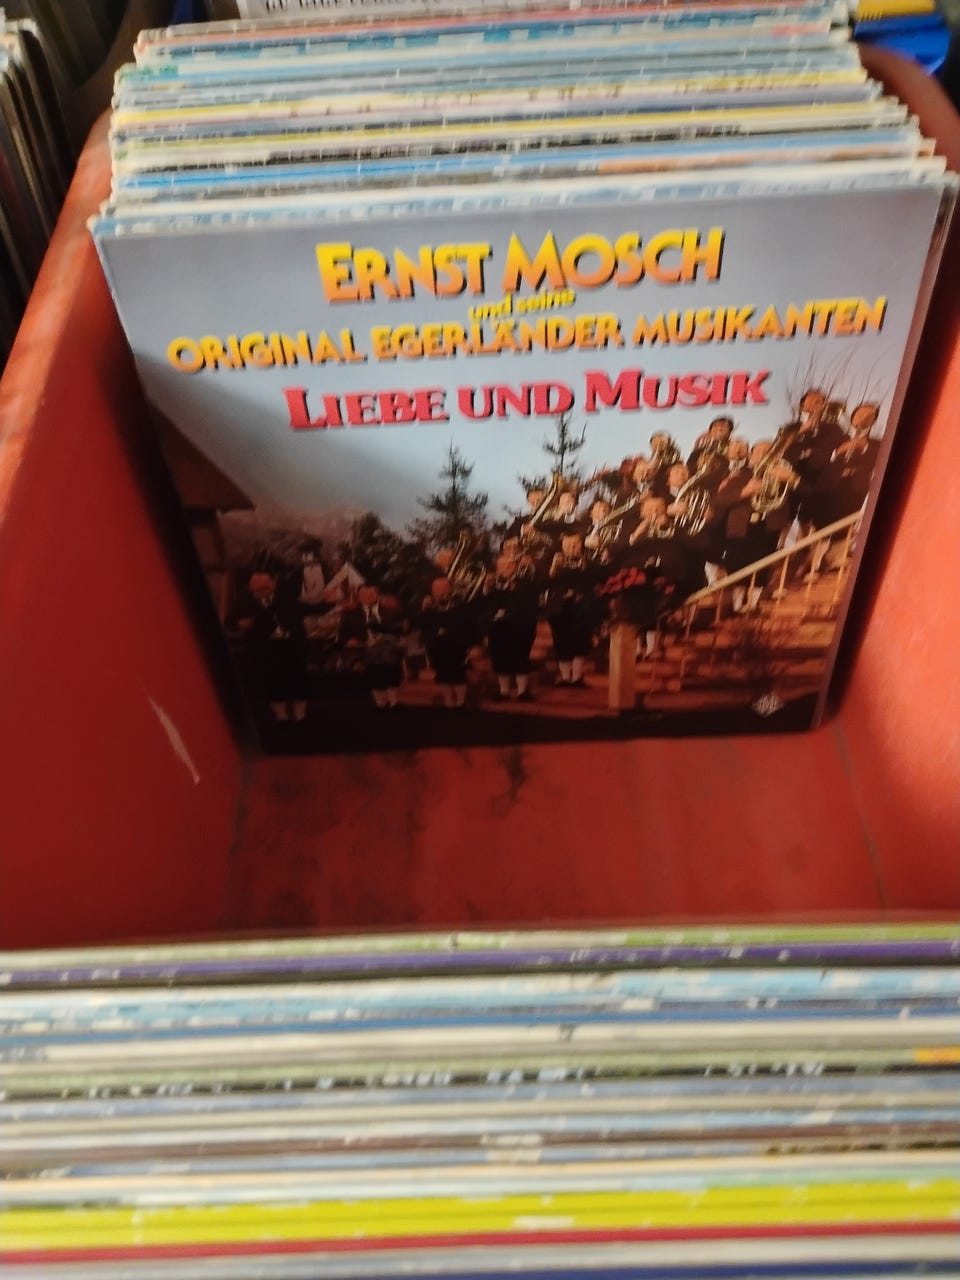 ERNST MOSCH
und seine
ORIGINAL EGERLÄNDER MUSIKANTEN
LIEBE UND MUSIK